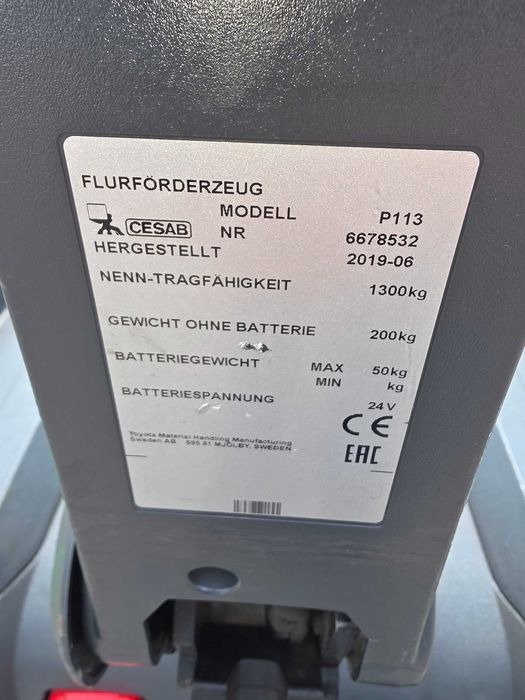 FLURFÖRDERZEUG
MODELL P113
CESAB NR 6678532
HERGESTELLT 2019-06
NENN-TRAGFÄHIGKEIT 1300kg
GEWICHT OHNE BATTERIE 200kg
BATTERIEGEWICHT MAX 50kg
MIN kg
BATTERIESPANNUNG 24V
CE
Toyota Material Handling Manufacturing
Sweden AB 595 81 MJÖLBY, SWEDEN
EAC